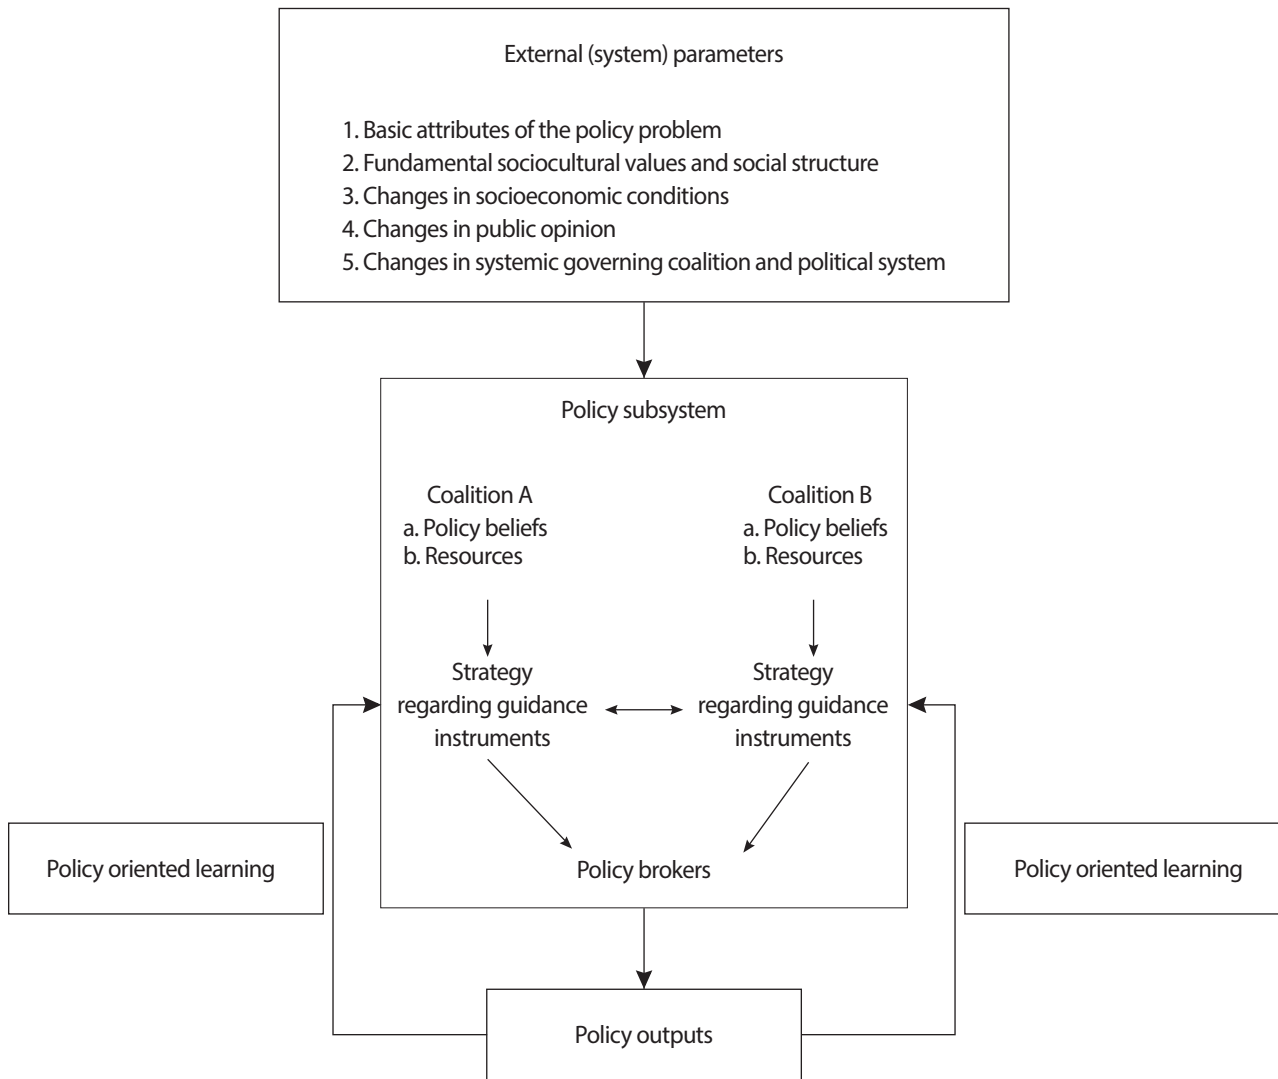 External (system) parameters
1. Basic attributes of the policy problem
2. Fundamental sociocultural values and social structure
3. Changes in socioeconomic conditions
4. Changes in public opinion
5. Changes in systemic governing coalition and political system
Policy subsystem
Coalition A
a. Policy beliefs
b. Resources
Coalition B
a. Policy beliefs
b. Resources
Strategy
regarding guidance
instruments
Strategy
regarding guidance
instruments
Policy brokers
Policy oriented learning
Policy oriented learning
Policy outputs